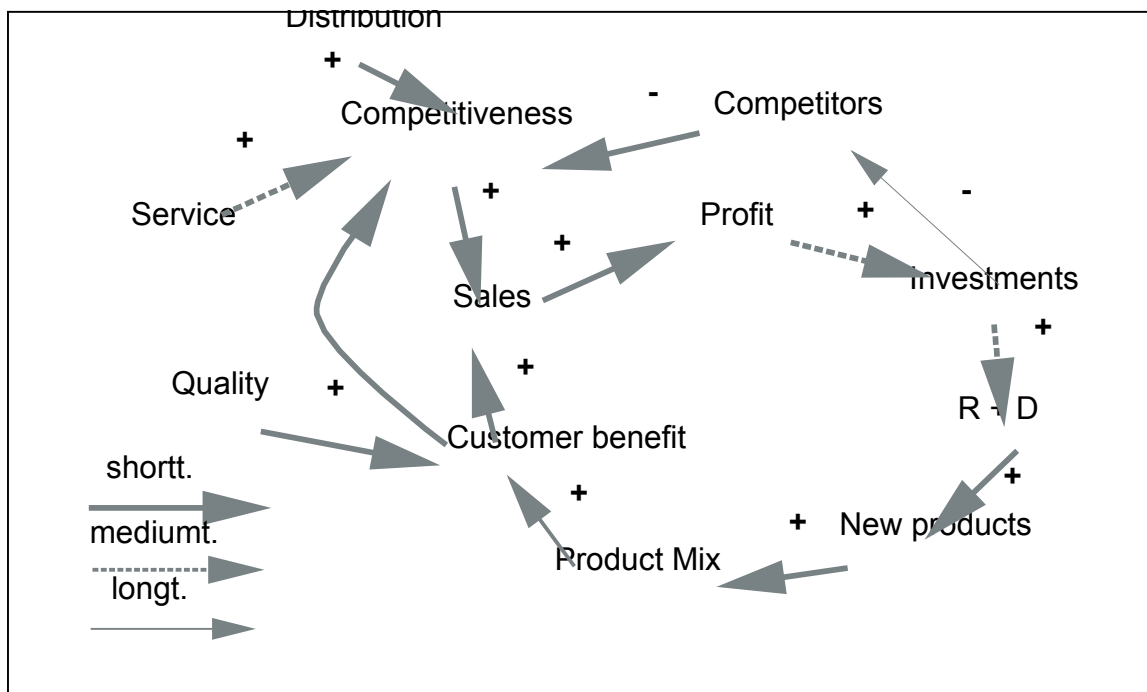 Distribution
+
Competitiveness
-
Competitors
+
+
-
Service
Profit
+
+
Sales
Investments
+
+
Quality
+
R + D
Customer benefit
shortt.
+
+
+
New products
mediumt.
Product Mix
longt.